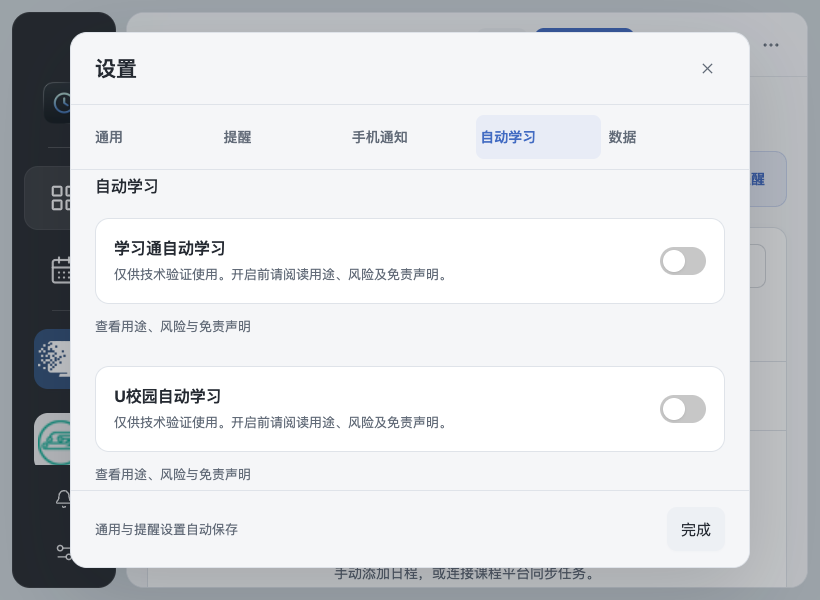 设置
通用
提醒
手机通知
自动学习
数据
自动学习
学习通自动学习
仅供技术验证使用。开启前请阅读用途、风险及免责声明。
查看用途、风险与免责声明
U校园自动学习
仅供技术验证使用。开启前请阅读用途、风险及免责声明。
查看用途、风险与免责声明
通用与提醒设置自动保存
完成
醒
手动添加日程，或连接课程平台同步任务。